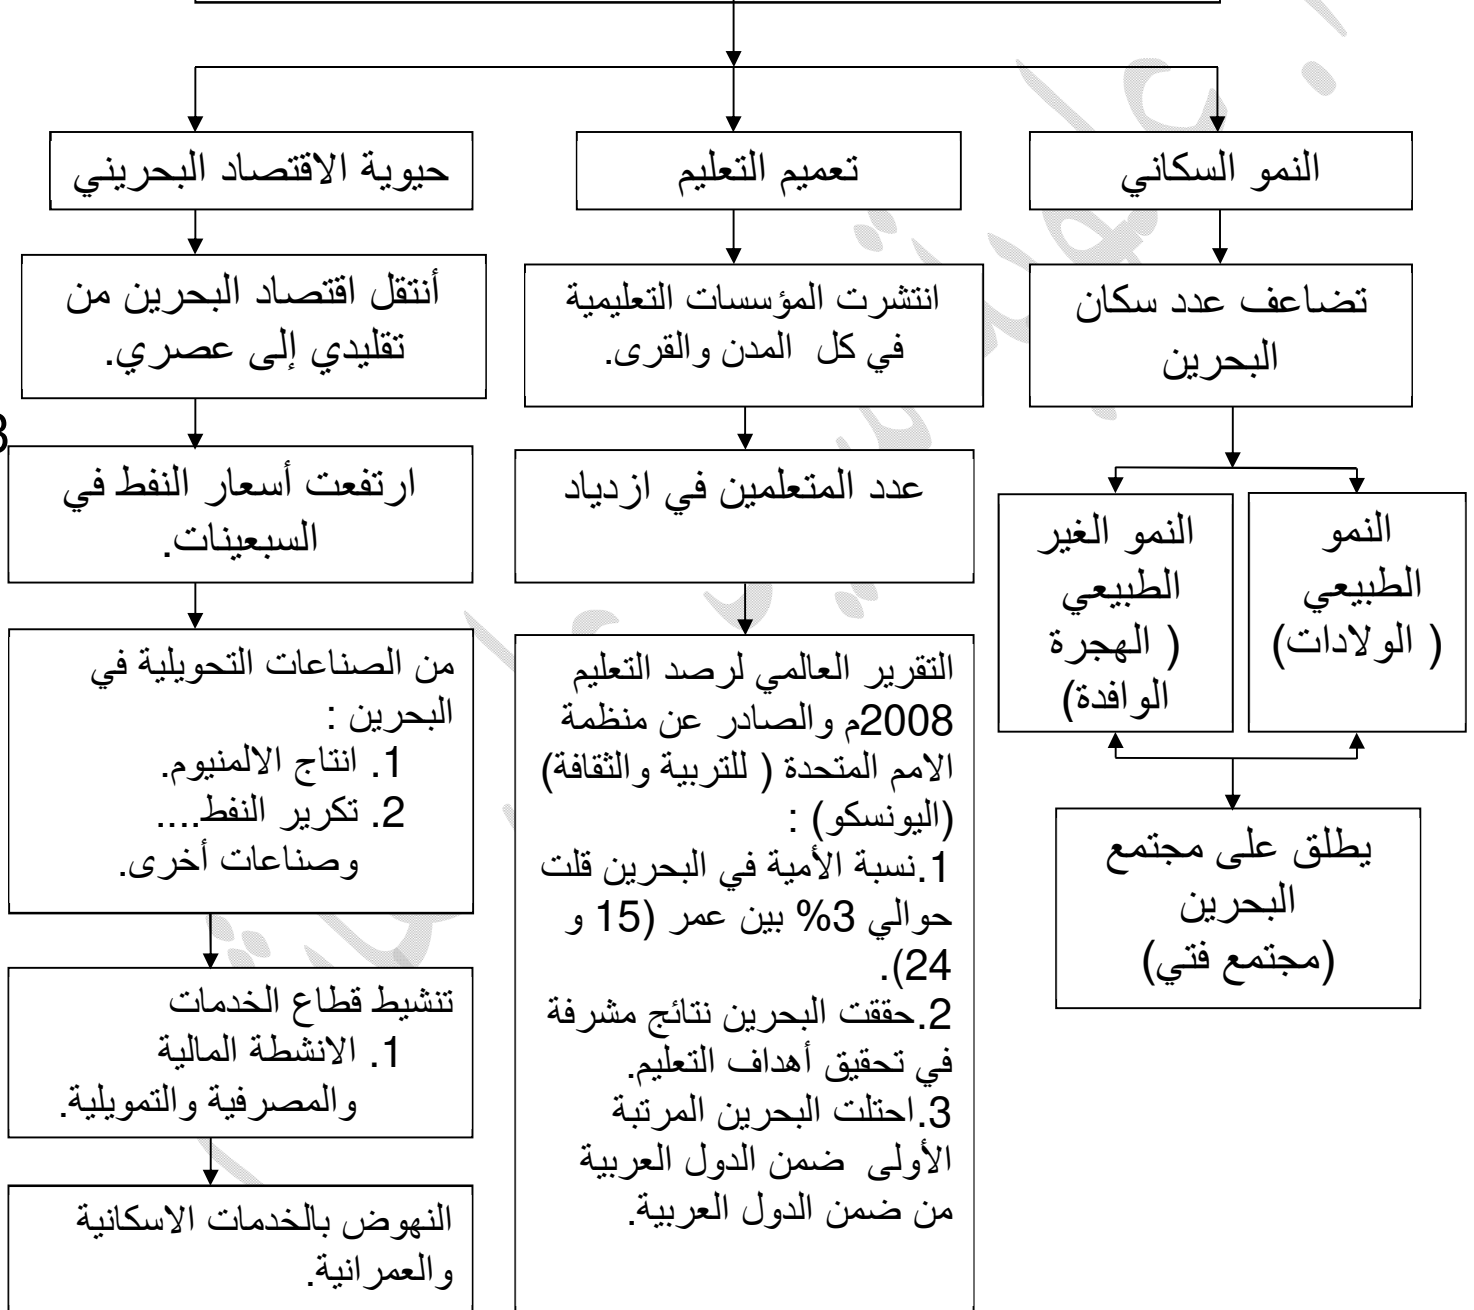 النمو السكاني
تعميم التعليم
حيوية الاقتصاد البحريني
تضاعف عدد سكان
البحرين
انتشرت المؤسسات التعليمية
في كل المدن والقرى.
أنتقل اقتصاد البحرين من
تقليدي إلى عصري.
النمو
الطبيعي
( الولادات)
النمو الغير
الطبيعي
( الهجرة
الوافدة)
عدد المتعلمين في ازدياد
ارتفعت أسعار النفط في
السبعينات.
يطلق على مجتمع
البحرين
(مجتمع فتي)
التقرير العالمي لرصد التعليم
2008م والصادر عن منظمة
الامم المتحدة ( للتربية والثقافة)
(اليونسكو) :
1.نسبة الأمية في البحرين قلت
حوالي 3% بين عمر (15 و
24).
2.حققت البحرين نتائج مشرفة
في تحقيق أهداف التعليم.
3.احتلت البحرين المرتبة
الأولى ضمن الدول العربية
من ضمن الدول العربية.
من الصناعات التحويلية في
البحرين :
1. انتاج الالمنيوم.
2. تكرير النفط....
وصناعات أخرى.
تنشيط قطاع الخدمات
1. الانشطة المالية
والمصرفية والتمويلية.
النهوض بالخدمات الاسكانية
والعمرانية.